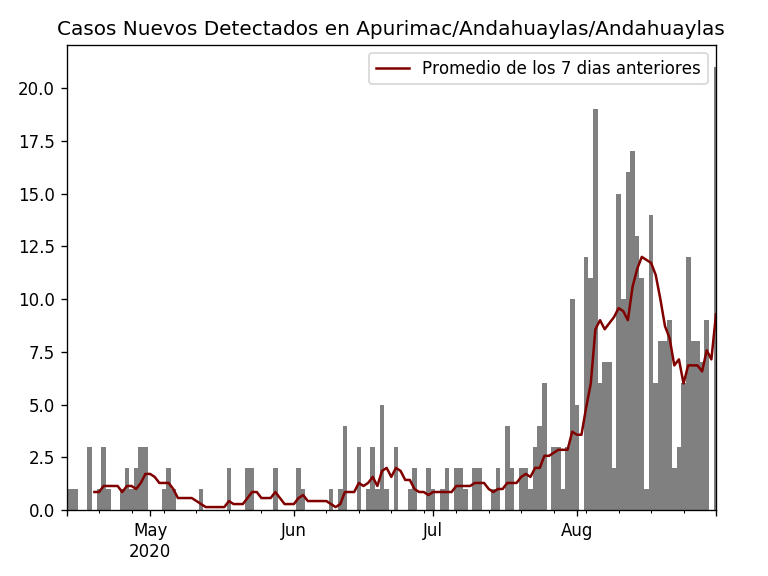 Casos Nuevos Detectados en Apurimac/Andahuaylas/Andahuaylas
Promedio de los 7 dias anteriores
20.0
17.5
15.0
12.5
10.0
7.5
5.0
2.5
0.0
May
2020
Jun
Jul
Aug